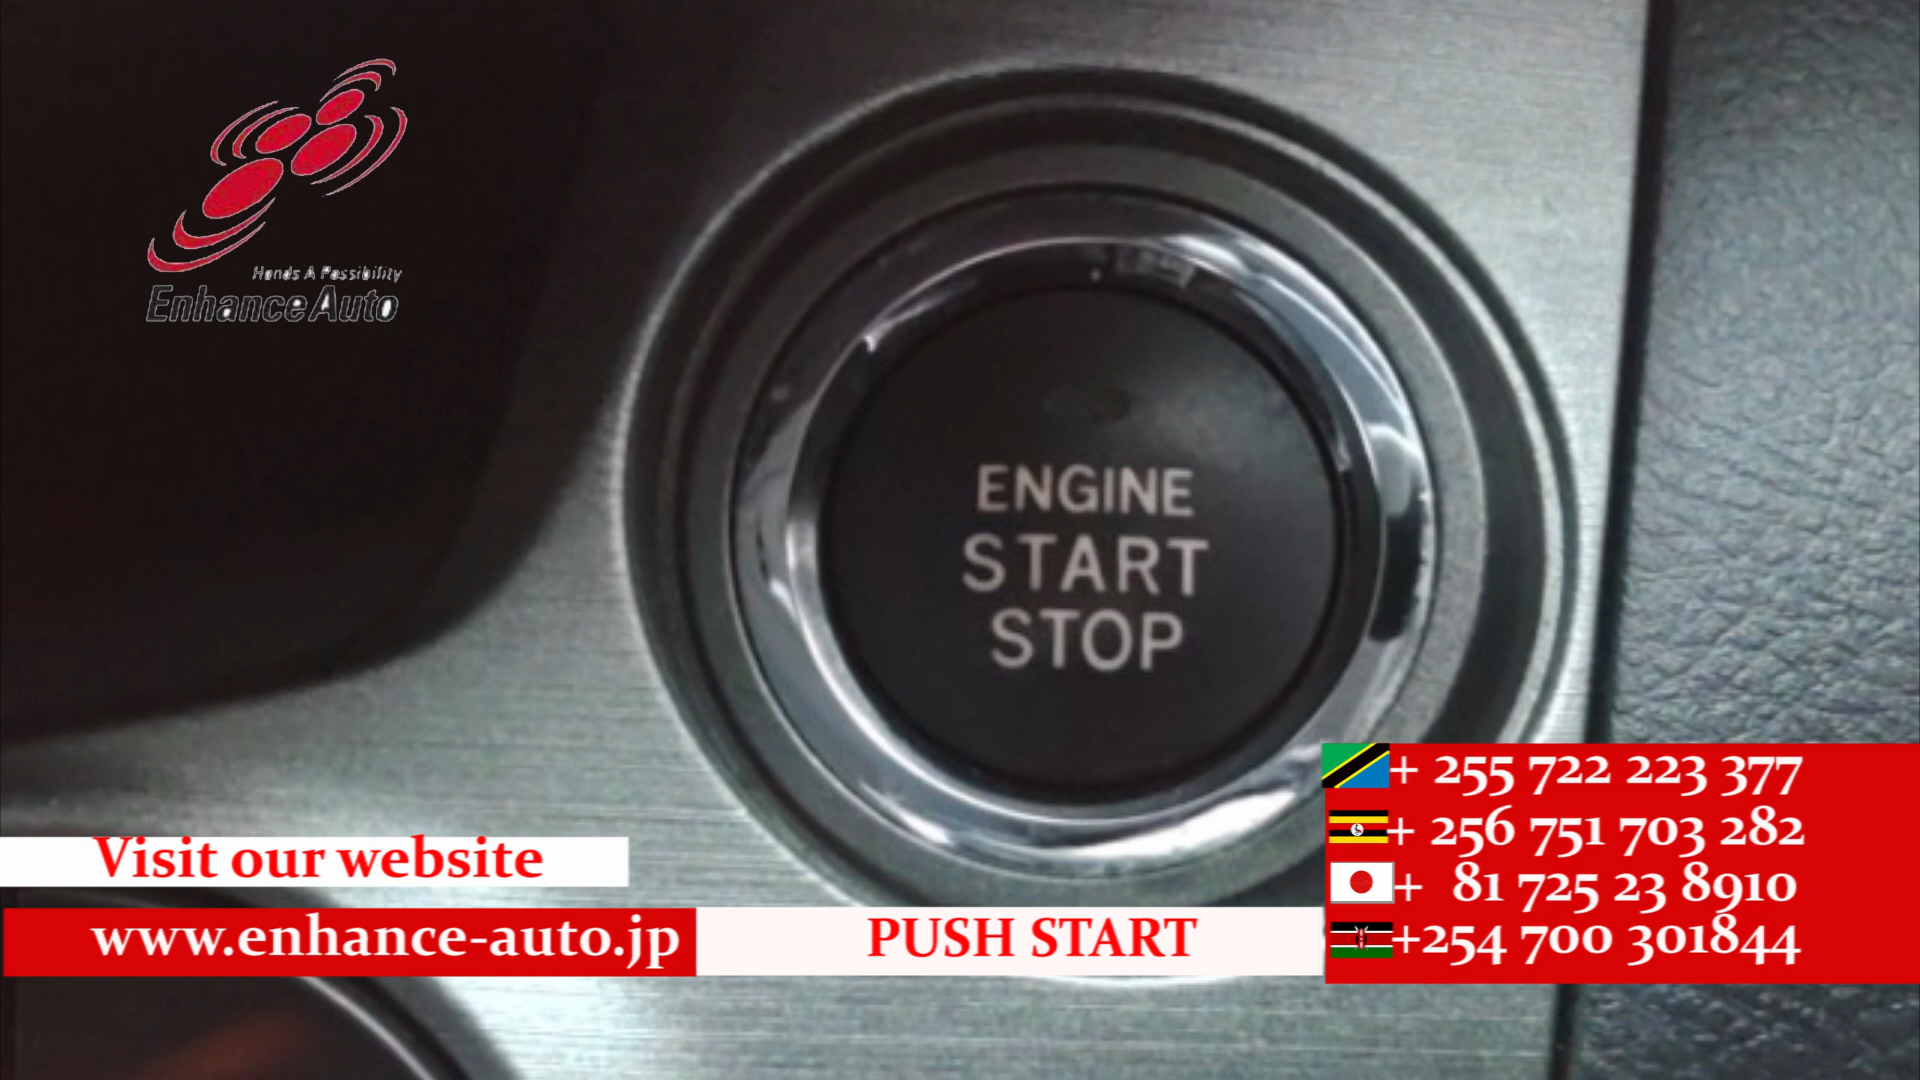 Hands A Possibility
Enhance Auto
ENGINE
START
STOP
+ 255 722 223 377
+ 256 751 703 282
+ 81 725 23 8910
+254 700 301844
Visit our website
www.enhance-auto.jp
PUSH START